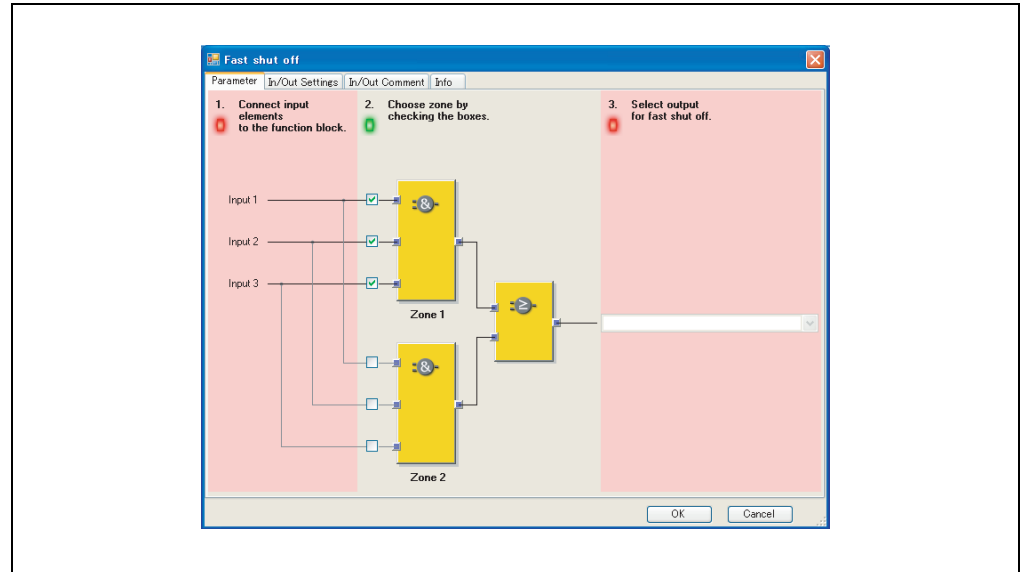 Fast shut off
Parameter In/Out Settings In/Out Comment Info
1. Connect input
elements
to the function block.
2. Choose zone by
checking the boxes.
3. Select output
for fast shut off.
Input 1
Input 2
Input 3
&
Zone 1
≥
&
Zone 2
OK Cancel